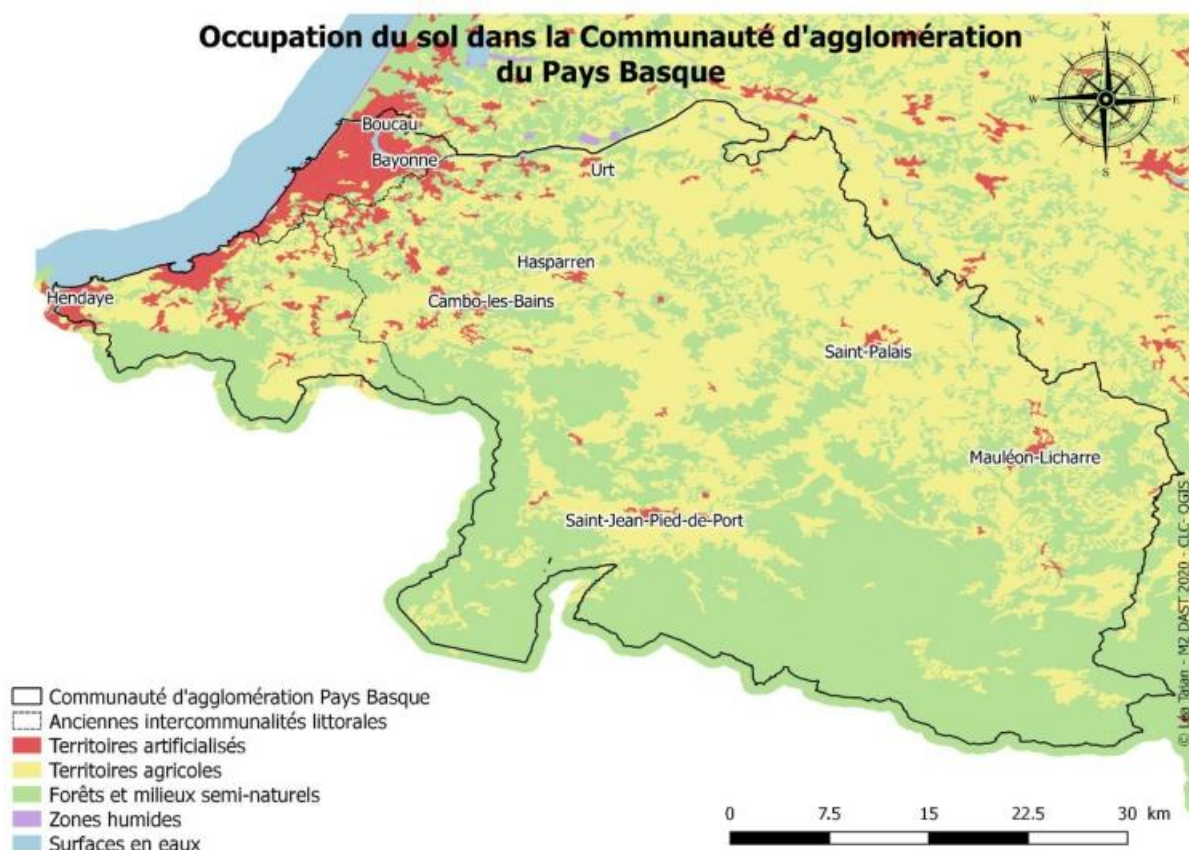 Occupation du sol dans la Communauté d'agglomération
du Pays Basque
N
W
E
S
Boucau
Bayonne
Urt
Hasparren
Hendaye
Cambo-les-Bains
Saint-Palais
Mauléon-Licharre
Saint-Jean-Pied-de-Port
© Léa Talan - M2 DAST 2020 - CLC- QGIS
Communauté d'agglomération Pays Basque
Anciennes intercommunalités littorales
Territoires artificialisés
Territoires agricoles
Forêts et milieux semi-naturels
Zones humides
Surfaces en eaux
0 7.5 15 22.5 30 km